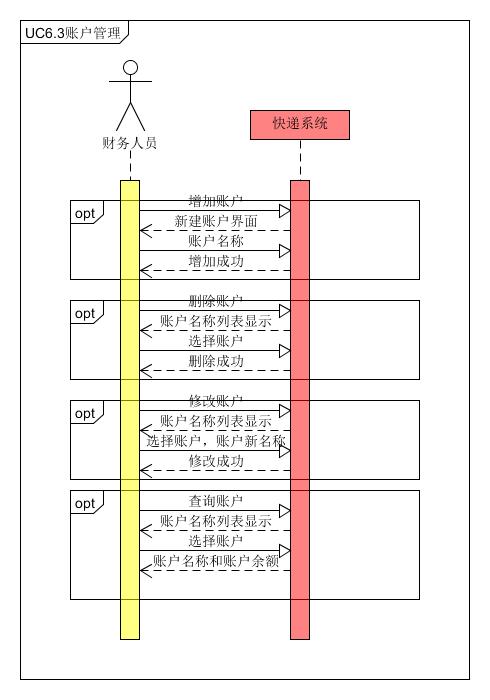 UC6.3账户管理
财务人员
快递系统
opt
增加账户
新建账户界面
账户名称
增加成功
opt
删除账户
账户名称列表显示
选择账户
删除成功
opt
修改账户
账户名称列表显示
选择账户，账户新名称
修改成功
opt
查询账户
账户名称列表显示
选择账户
账户名称和账户余额